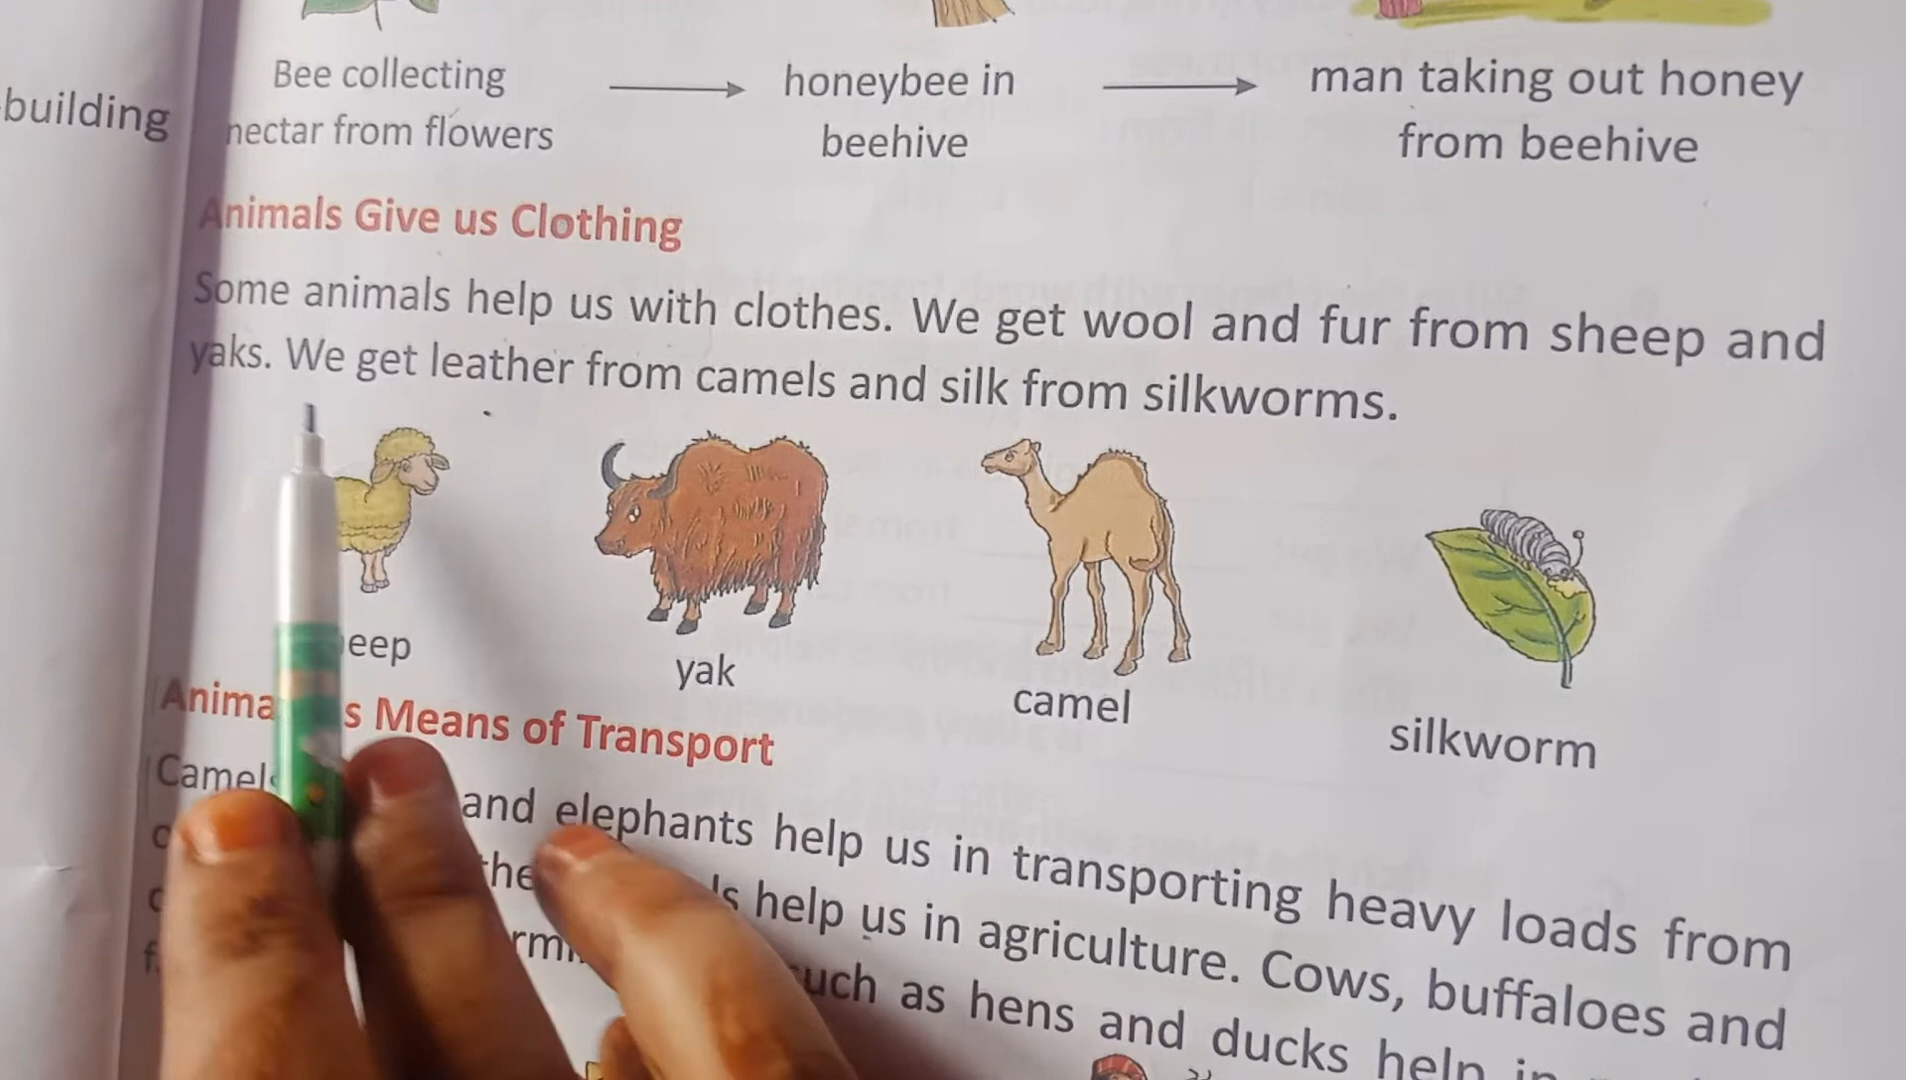 building
Bee collecting
nectar from flowers
honeybee in
beehive
man taking out honey
from beehive
Animals Give us Clothing
Some animals help us with clothes. We get wool and fur from sheep and
yaks. We get leather from camels and silk from silkworms.
eep
yak
camel
silkworm
Anima s Means of Transport
Camel and elephants help us in transporting heavy loads from
help us in agriculture. Cows, buffaloes and
uch as hens and ducks help in